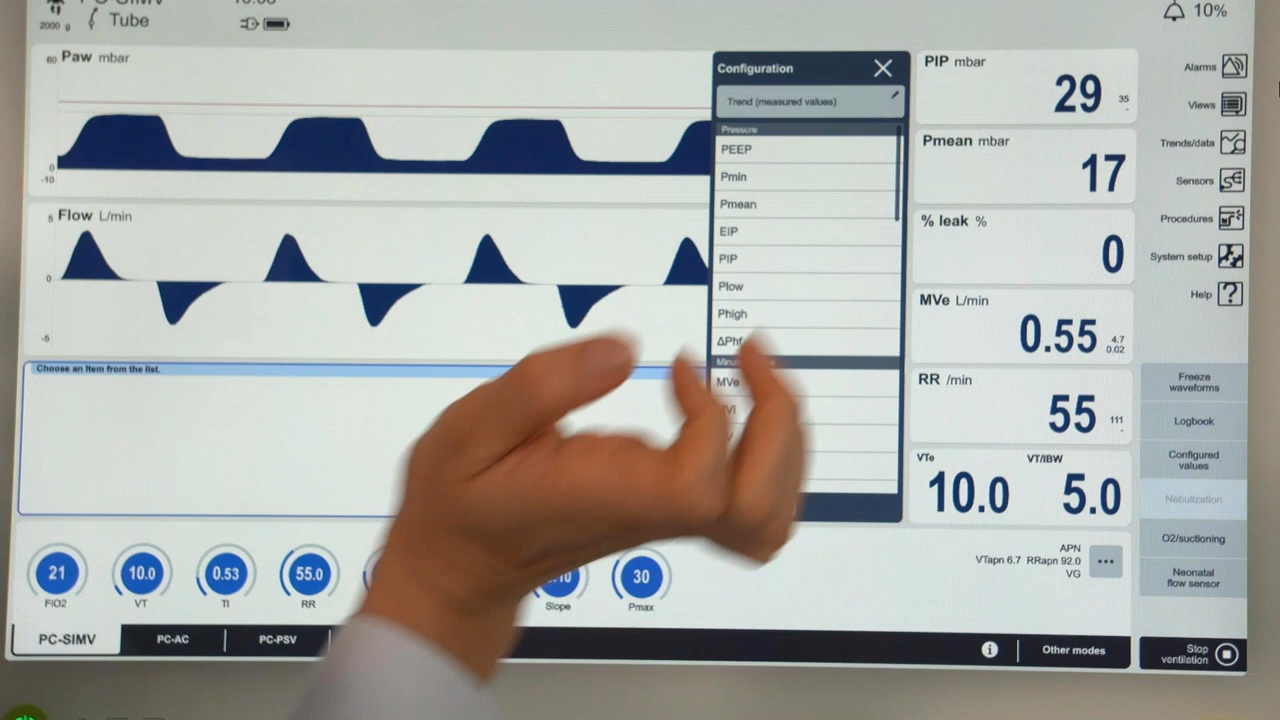 2000 g
Tube
10%
60 Paw mbar
0
-10
5 Flow L/min
0
-5
Choose an item from the list.
Configuration
Trend (measured values)
Pressure
PEEP
Pmin
Pmean
EIP
PIP
Plow
Phigh
MVe
PIP mbar
29
35
-
Pmean mbar
17
% leak %
0
MVe L/min
0.55
4.7
0.02
RR /min
55
111
-
VTe
10.0
VT/IBW
5.0
APN
VTapn 6.7 RRapn 92.0
VG
Alarms
Views
Trends/data
Sensors
Procedures
System setup
Help
?
Freeze
waveforms
Logbook
Configured
values
Nebulization
O2/suctioning
Neonatal
flow sensor
21
FiO2
10.0
VT
0.53
TI
55.0
RR
Slope
30
Pmax
PC-SIMV
PC-AC
PC-PSV
i
Other modes
Stop
ventilation